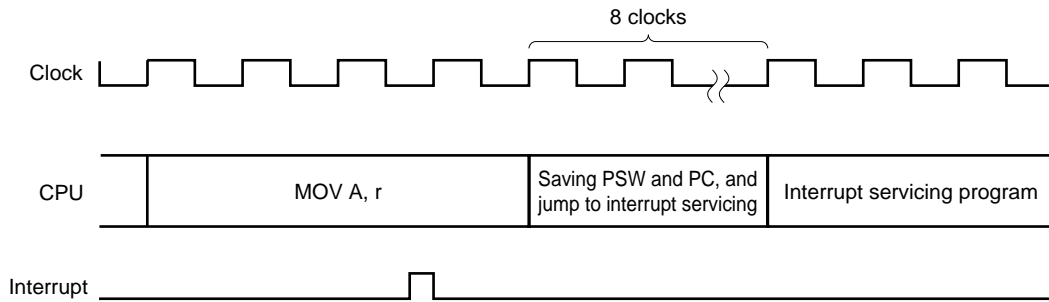 8 clocks
Clock
CPU
MOV A, r
Saving PSW and PC, and
jump to interrupt servicing
Interrupt servicing program
Interrupt